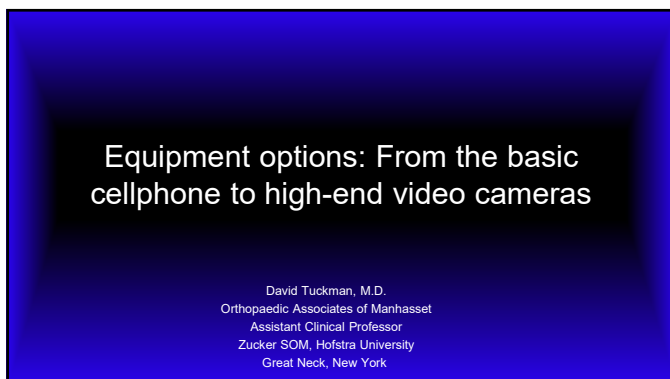 Equipment options: From the basic
cellphone to high-end video cameras
David Tuckman, M.D.
Orthopaedic Associates of Manhasset
Assistant Clinical Professor
Zucker SOM, Hofstra University
Great Neck, New York